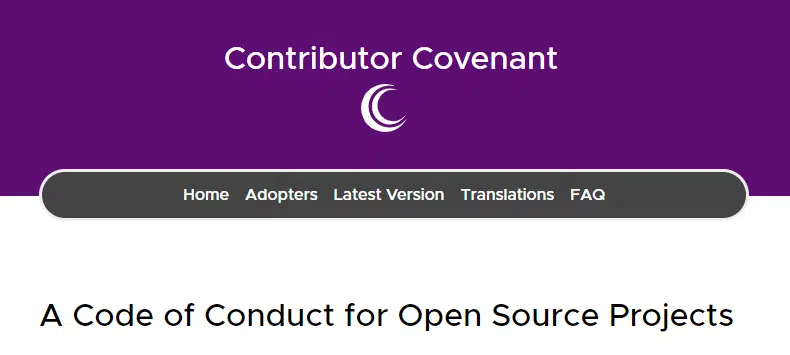 Contributor Covenant
Home Adopters Latest Version Translations FAQ
A Code of Conduct for Open Source Projects